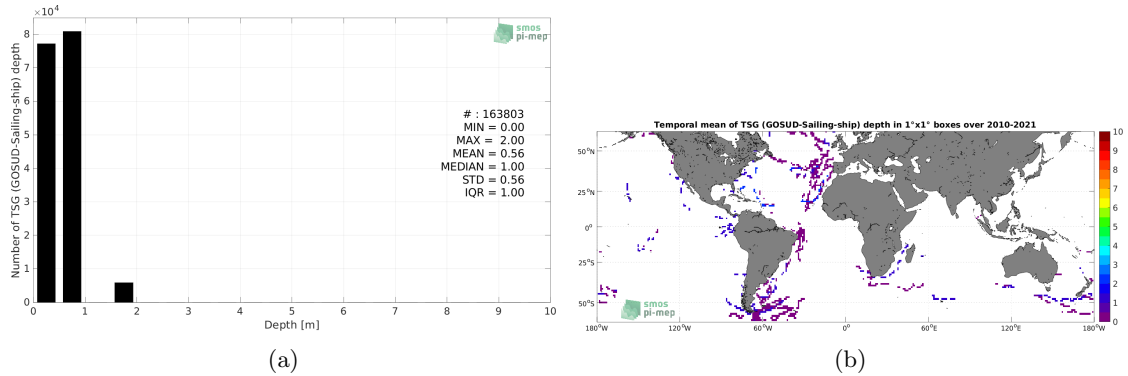 ×10⁴
8
7
6
5
4
3
2
1
0
Number of TSG (GOSUD-Sailing-ship) depth
0 1 2 3 4 5 6 7 8 9 10
Depth [m]
smos
pi-mep
# : 163803
MIN = 0.00
MAX = 2.00
MEAN = 0.56
MEDIAN = 1.00
STD = 0.56
IQR = 1.00
(a)
Temporal mean of TSG (GOSUD-Sailing-ship) depth in 1°x1° boxes over 2010-2021
50°N
25°N
0°
25°S
50°S
180°W 120°W 60°W 0° 60°E 120°E 180°E
smos
pi-mep
10
9
8
7
6
5
4
3
2
1
0
(b)